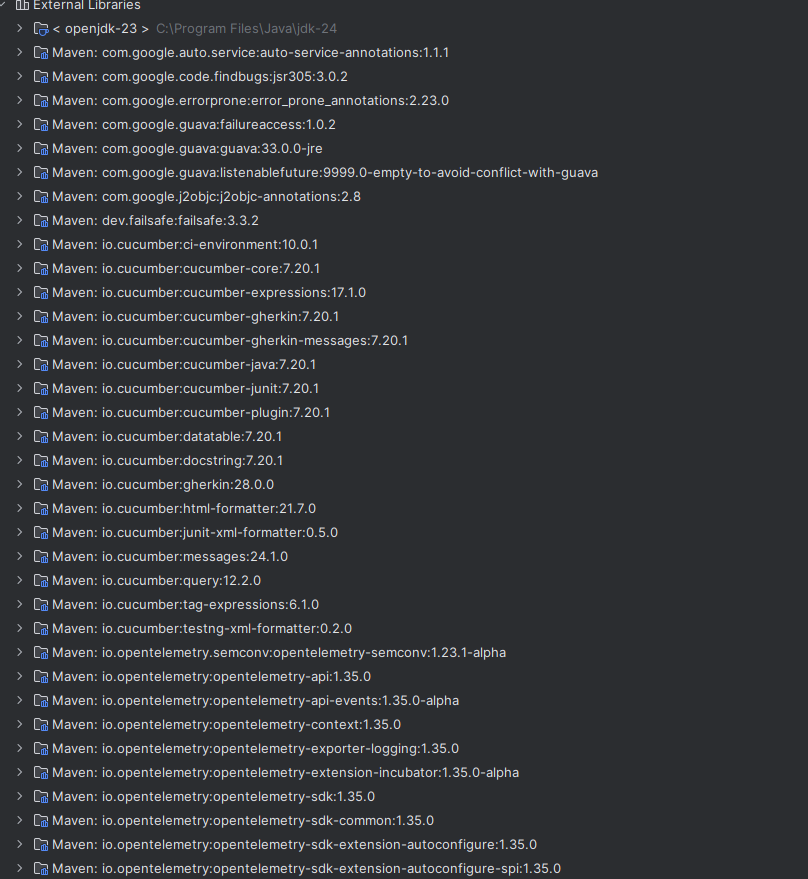 External Libraries
< openjdk-23 > C:\Program Files\Java\jdk-24
Maven: com.google.auto.service:auto-service-annotations:1.1.1
Maven: com.google.code.findbugs:jsr305:3.0.2
Maven: com.google.errorprone:error_prone_annotations:2.23.0
Maven: com.google.guava:failureaccess:1.0.2
Maven: com.google.guava:guava:33.0.0-jre
Maven: com.google.guava:listenablefuture:9999.0-empty-to-avoid-conflict-with-guava
Maven: com.google.j2objc:j2objc-annotations:2.8
Maven: dev.failsafe:failsafe:3.3.2
Maven: io.cucumber:ci-environment:10.0.1
Maven: io.cucumber:cucumber-core:7.20.1
Maven: io.cucumber:cucumber-expressions:17.1.0
Maven: io.cucumber:cucumber-gherkin:7.20.1
Maven: io.cucumber:cucumber-gherkin-messages:7.20.1
Maven: io.cucumber:cucumber-java:7.20.1
Maven: io.cucumber:cucumber-junit:7.20.1
Maven: io.cucumber:cucumber-plugin:7.20.1
Maven: io.cucumber:datatable:7.20.1
Maven: io.cucumber:docstring:7.20.1
Maven: io.cucumber:gherkin:28.0.0
Maven: io.cucumber:html-formatter:21.7.0
Maven: io.cucumber:junit-xml-formatter:0.5.0
Maven: io.cucumber:messages:24.1.0
Maven: io.cucumber:query:12.2.0
Maven: io.cucumber:tag-expressions:6.1.0
Maven: io.cucumber:testng-xml-formatter:0.2.0
Maven: io.opentelemetry.semconv:opentelemetry-semconv:1.23.1-alpha
Maven: io.opentelemetry:opentelemetry-api:1.35.0
Maven: io.opentelemetry:opentelemetry-api-events:1.35.0-alpha
Maven: io.opentelemetry:opentelemetry-context:1.35.0
Maven: io.opentelemetry:opentelemetry-exporter-logging:1.35.0
Maven: io.opentelemetry:opentelemetry-extension-incubator:1.35.0-alpha
Maven: io.opentelemetry:opentelemetry-sdk:1.35.0
Maven: io.opentelemetry:opentelemetry-sdk-common:1.35.0
Maven: io.opentelemetry:opentelemetry-sdk-extension-autoconfigure:1.35.0
Maven: io.opentelemetry:opentelemetry-sdk-extension-autoconfigure-spi:1.35.0